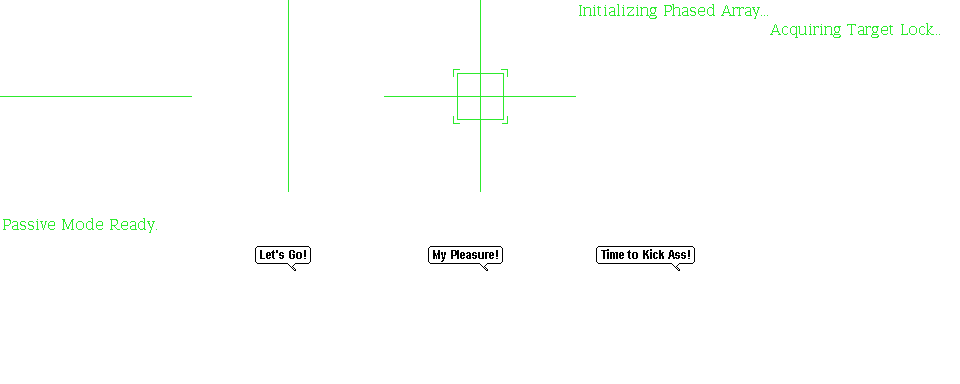 Initializing Phased Array...
Acquiring Target Lock..
Passive Mode Ready.
Let's Go!
My Pleasure!
Time to Kick Ass!